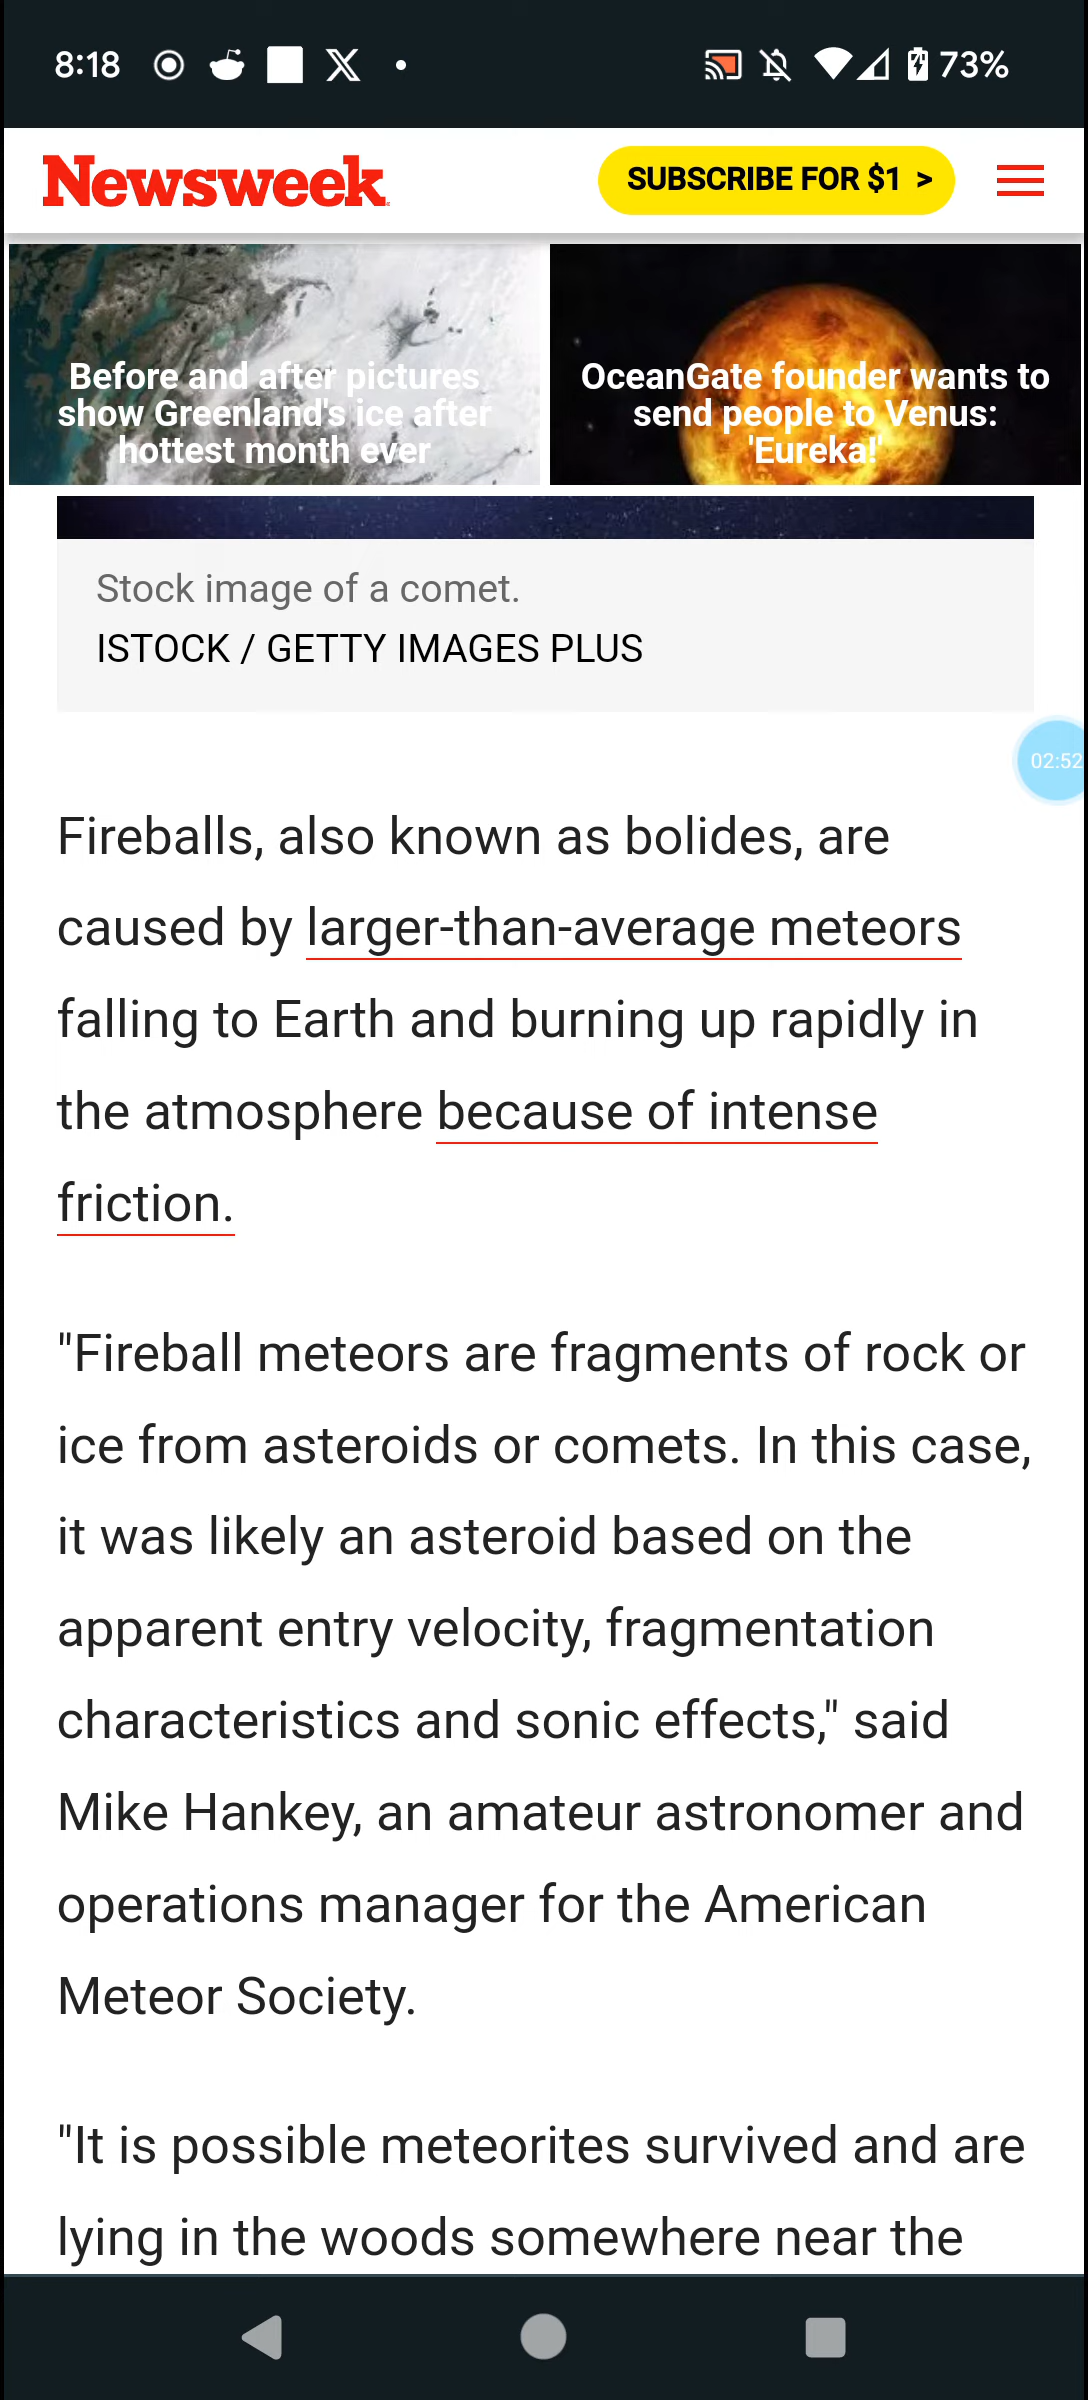 8:18
73%
Newsweek
SUBSCRIBE FOR $1 >
Before and after pictures
show Greenland's ice after
hottest month ever
OceanGate founder wants to
send people to Venus:
'Eureka!'
Stock image of a comet.
ISTOCK / GETTY IMAGES PLUS
02:52
Fireballs, also known as bolides, are
caused by larger-than-average meteors
falling to Earth and burning up rapidly in
the atmosphere because of intense
friction.
"Fireball meteors are fragments of rock or
ice from asteroids or comets. In this case,
it was likely an asteroid based on the
apparent entry velocity, fragmentation
characteristics and sonic effects," said
Mike Hankey, an amateur astronomer and
operations manager for the American
Meteor Society.
"It is possible meteorites survived and are
lying in the woods somewhere near the